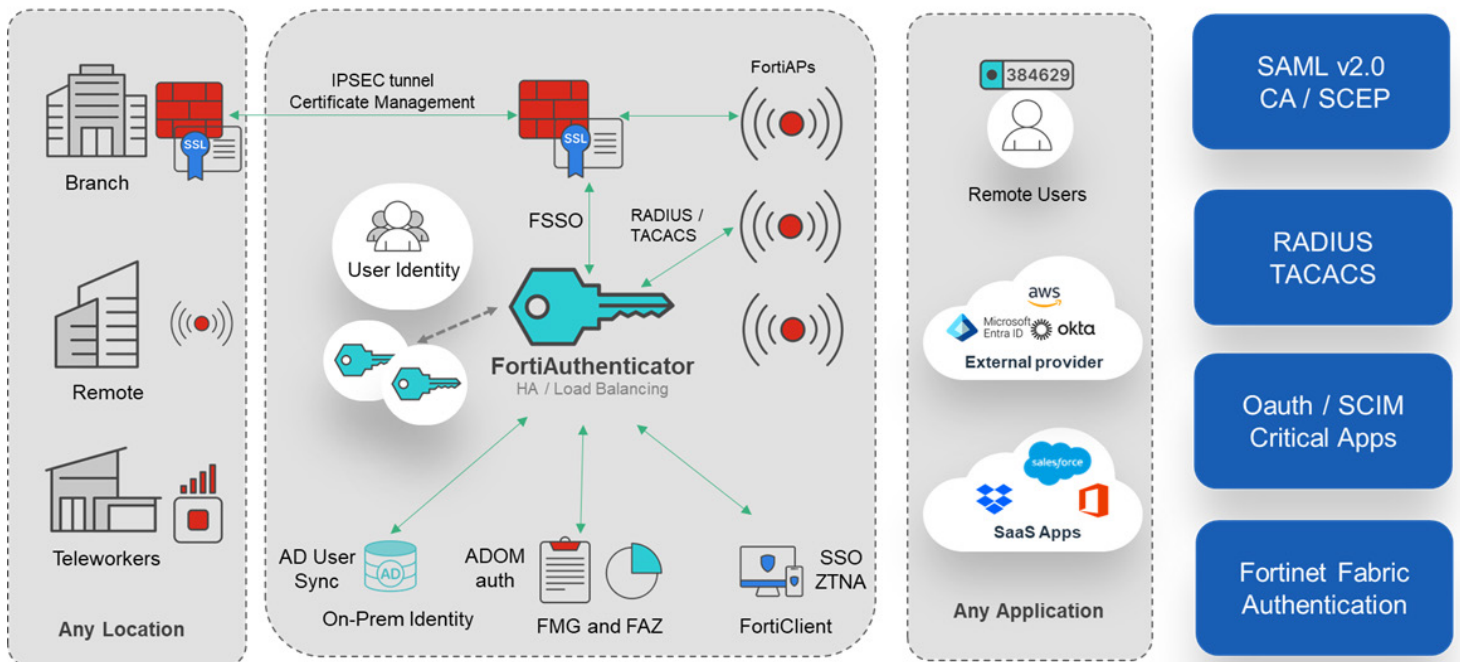 SSL
Branch
Remote
Teleworkers
Any Location
IPSEC tunnel
Certificate Management
SSL
FortiAPs
FSSO
RADIUS /
TACACS
User Identity
FortiAuthenticator
HA / Load Balancing
AD User
Sync
AD
On-Prem Identity
ADOM
auth
FMG and FAZ
SSO
ZTNA
FortiClient
384629
Remote Users
aws
Microsoft
Entra ID
okta
External provider
salesforce
SaaS Apps
Any Application
SAML v2.0
CA / SCEP
RADIUS
TACACS
Oauth / SCIM
Critical Apps
Fortinet Fabric
Authentication